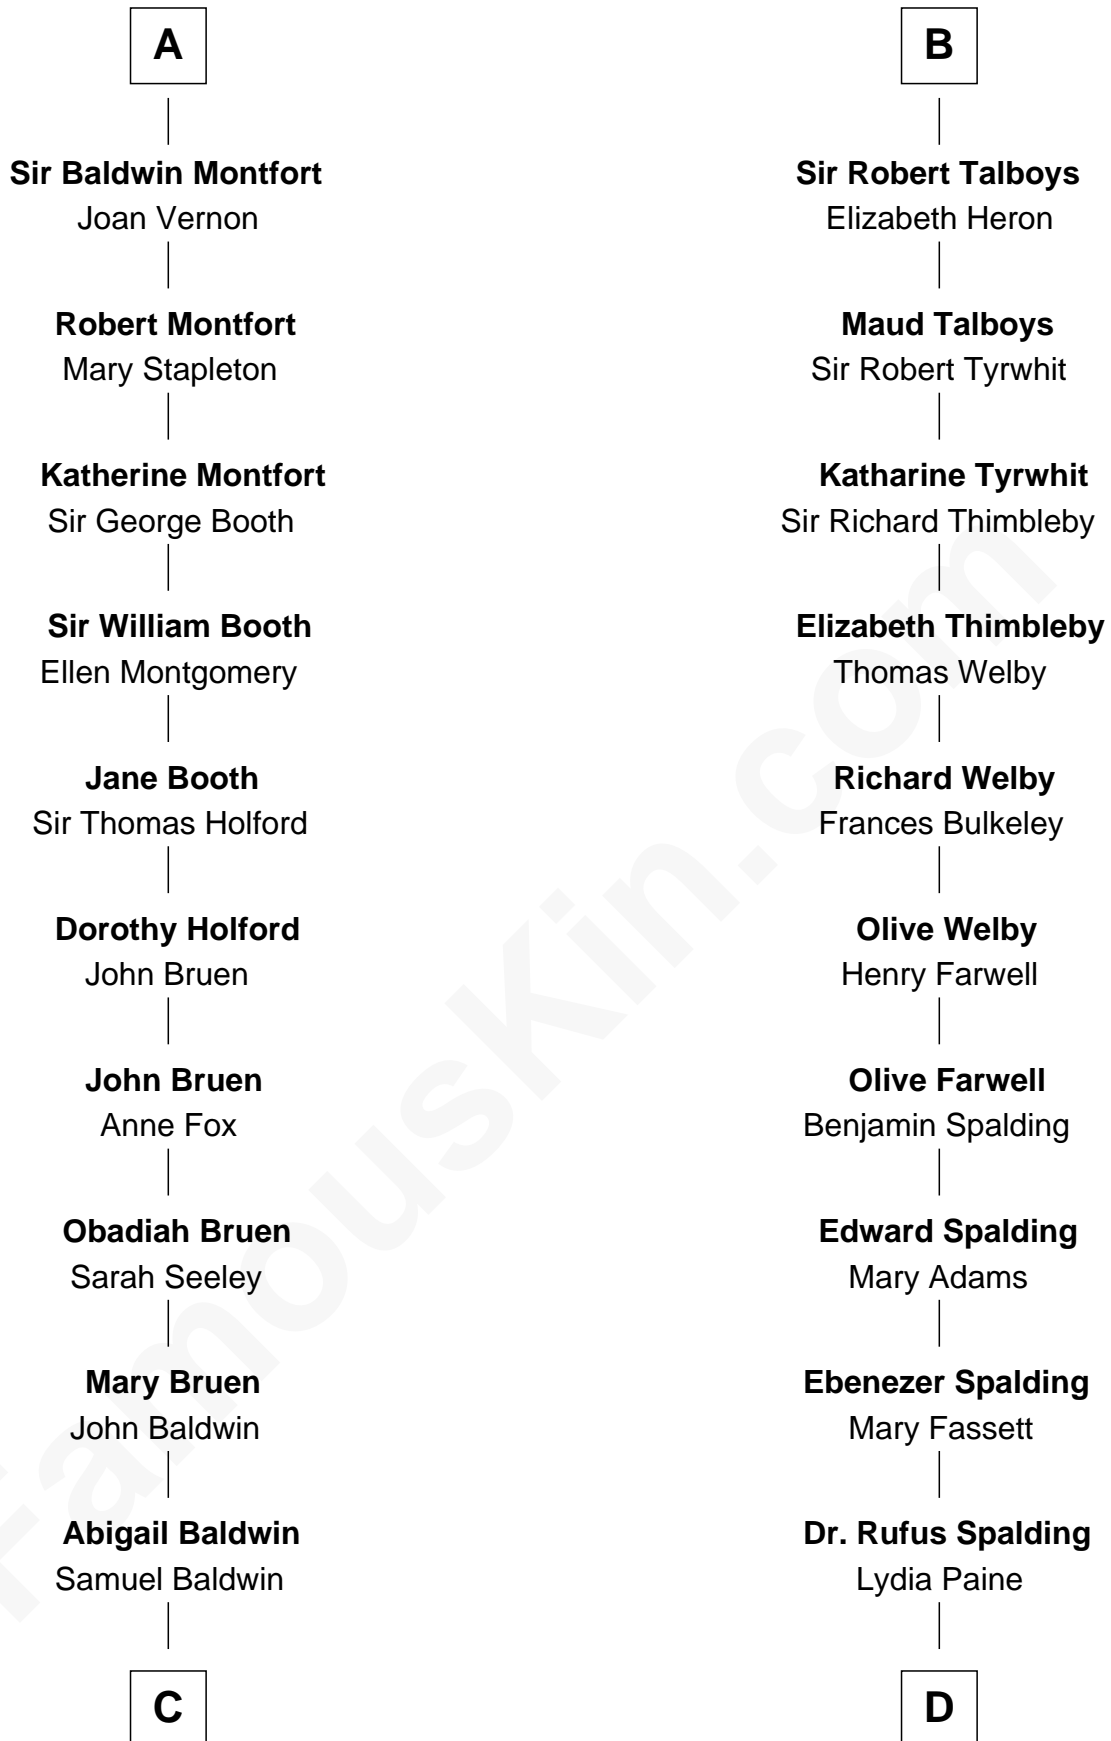 A
Sir Baldwin Montfort
Joan Vernon
Robert Montfort
Mary Stapleton
Katherine Montfort
Sir George Booth
Sir William Booth
Ellen Montgomery
Jane Booth
Sir Thomas Holford
Dorothy Holford
John Bruen
John Bruen
Anne Fox
Obadiah Bruen
Sarah Seeley
Mary Bruen
John Baldwin
Abigail Baldwin
Samuel Baldwin
C
B
Sir Robert Talboys
Elizabeth Heron
Maud Talboys
Sir Robert Tyrwhit
Katharine Tyrwhit
Sir Richard Thimbleby
Elizabeth Thimbleby
Thomas Welby
Richard Welby
Frances Bulkeley
Olive Welby
Henry Farwell
Olive Farwell
Benjamin Spalding
Edward Spalding
Mary Adams
Ebenezer Spalding
Mary Fassett
Dr. Rufus Spalding
Lydia Paine
D
FamousKin.com